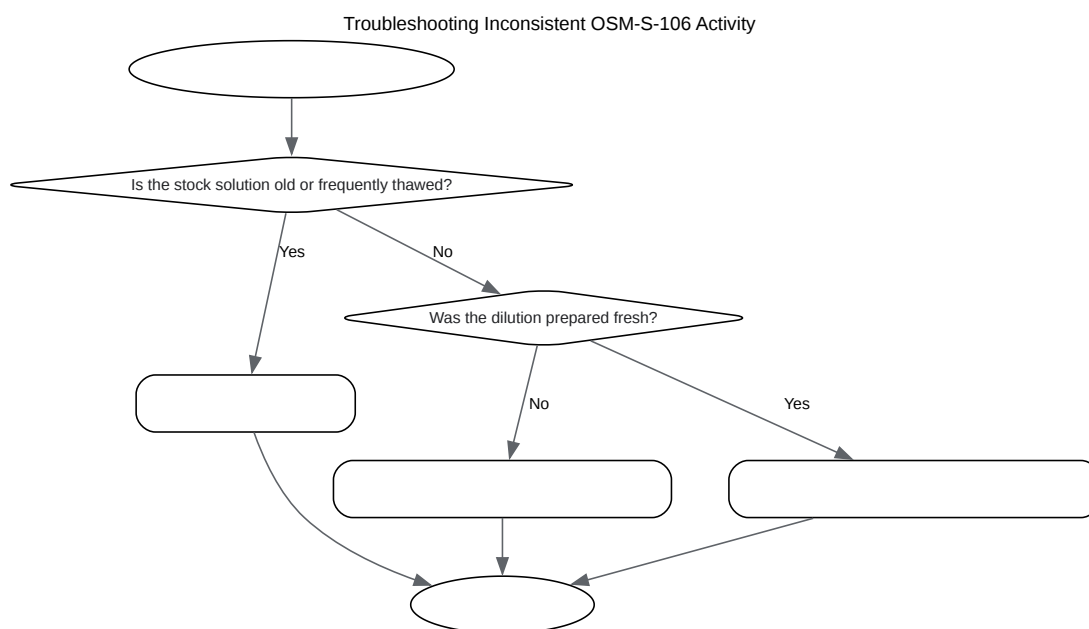 Troubleshooting Inconsistent OSM-S-106 Activity
Is the stock solution old or frequently thawed?
Yes
No
Was the dilution prepared fresh?
No
Yes